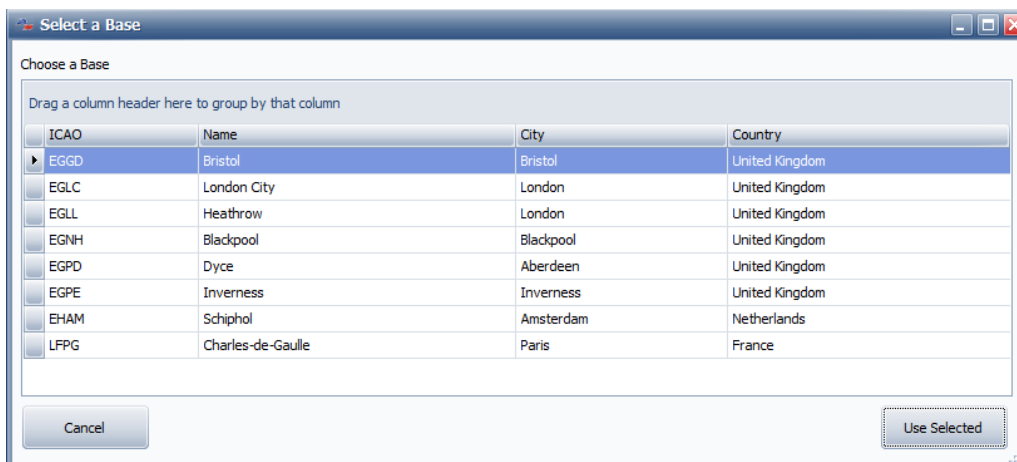 Select a Base
Choose a Base
Drag a column header here to group by that column
ICAO Name City Country
EGGD Bristol Bristol United Kingdom
EGLC London City London United Kingdom
EGLL Heathrow London United Kingdom
EGNH Blackpool Blackpool United Kingdom
EGPD Dyce Aberdeen United Kingdom
EGPE Inverness Inverness United Kingdom
EHAM Schiphol Amsterdam Netherlands
LFPG Charles-de-Gaulle Paris France
Cancel Use Selected